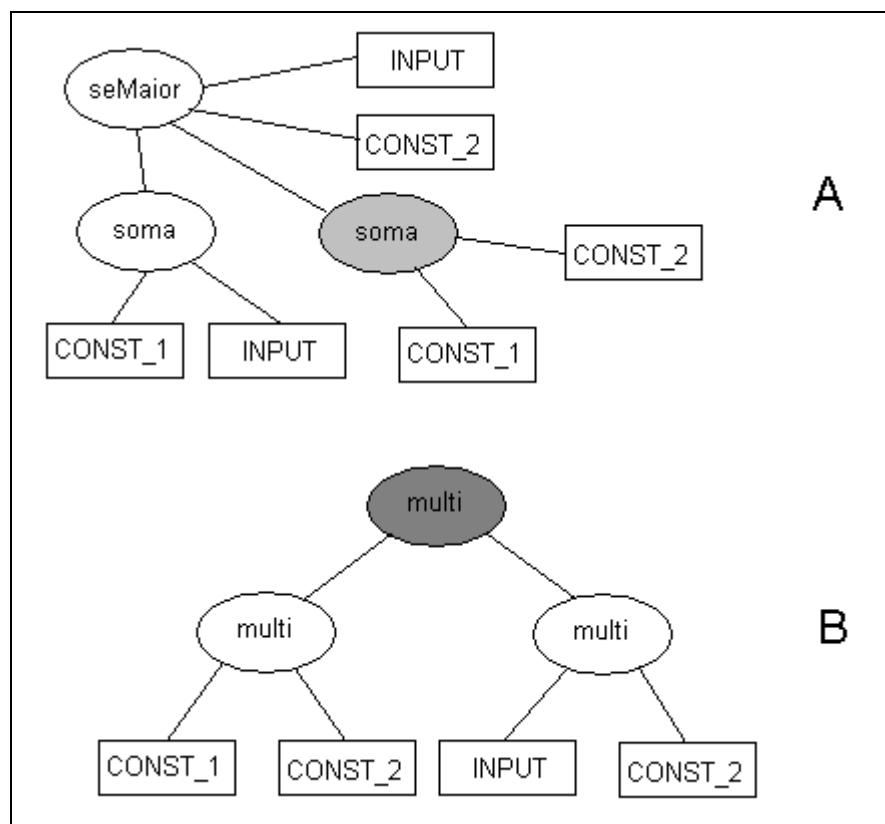 INPUT
seMaior
CONST_2
A
soma
soma
CONST_2
CONST_1
INPUT
CONST_1
multi
multi
multi
B
CONST_1
CONST_2
INPUT
CONST_2